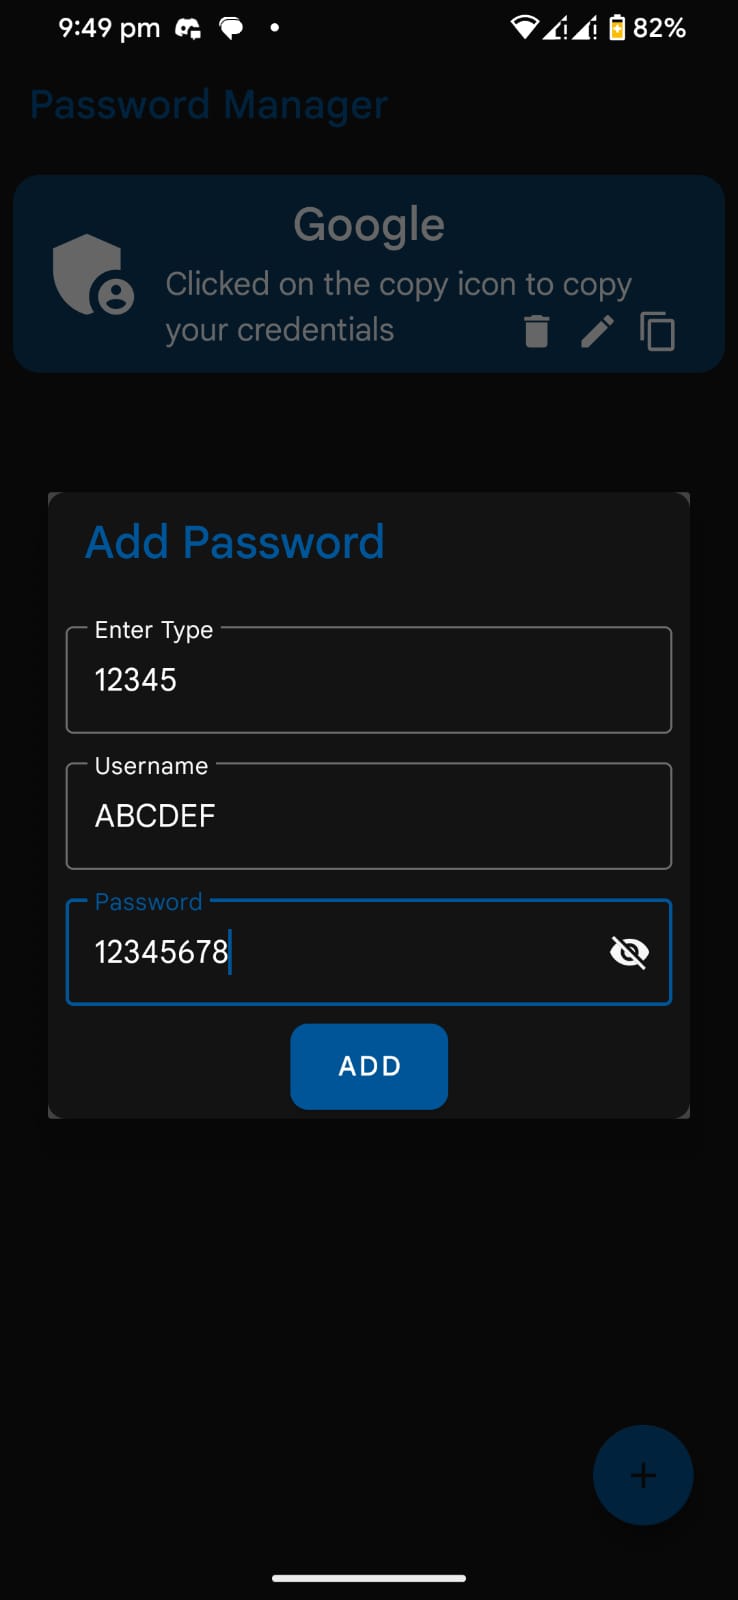 9:49 pm 82%
Password Manager
Google
Clicked on the copy icon to copy
your credentials
Add Password
Enter Type
12345
Username
ABCDEF
Password
12345678
ADD
+